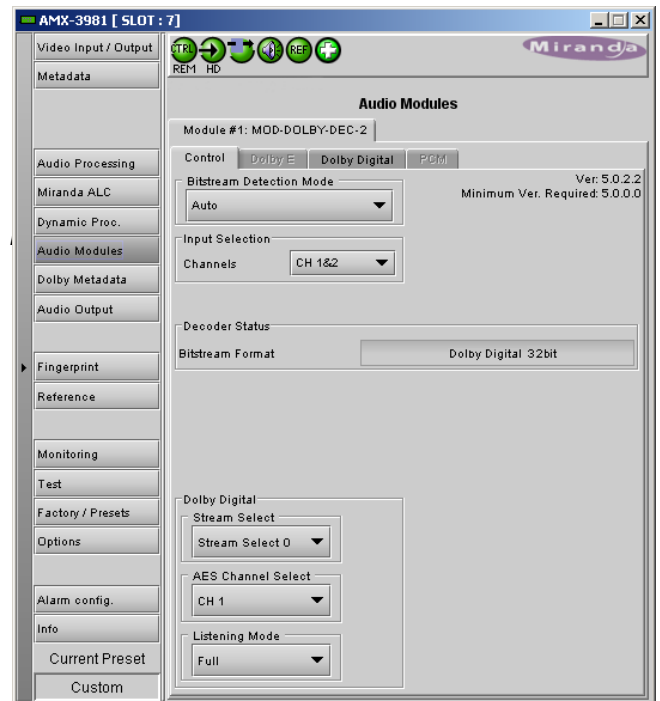 AMX-3981 [ SLOT : 7]
Video Input / Output
Metadata
Audio Processing
Miranda ALC
Dynamic Proc.
Audio Modules
Dolby Metadata
Audio Output
Fingerprint
Reference
Monitoring
Test
Factory / Presets
Options
Alarm config.
Info
Current Preset
Custom
CTRL
REF
REM HD
Miranda
Audio Modules
Module #1: MOD-DOLBY-DEC-2
Control Dolby E Dolby Digital PCM
Bitstream Detection Mode
Auto
Ver: 5.0.2.2
Minimum Ver. Required: 5.0.0.0
Input Selection
Channels CH 1&2
Decoder Status
Bitstream Format Dolby Digital 32bit
Dolby Digital
Stream Select
Stream Select 0
AES Channel Select
CH 1
Listening Mode
Full